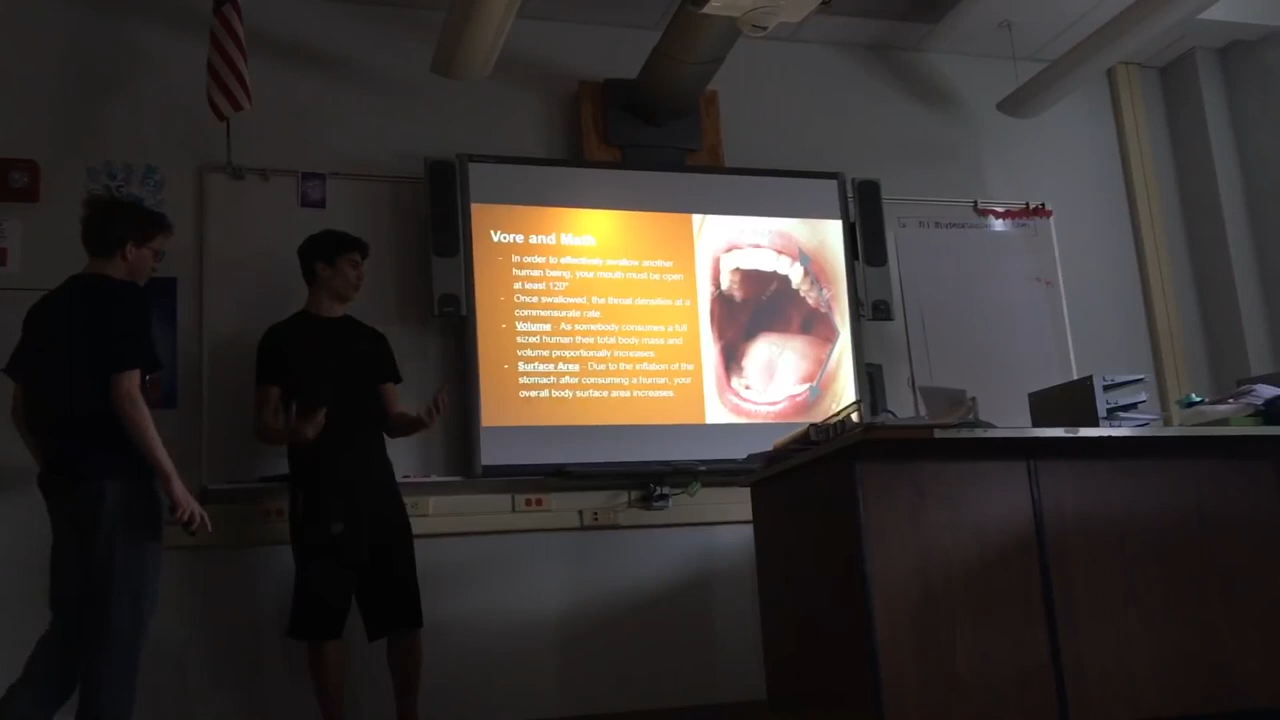 Vore and Math
- In order to effectively swallow another
human being, your mouth must be open
at least 120°
- Once swallowed, the throat densifies at a
commensurate rate.
- Volume - As somebody consumes a full
sized human their total body mass and
volume proportionally increases.
- Surface Area - Due to the inflation of the
stomach after consuming a human, your
overall body surface area increases.